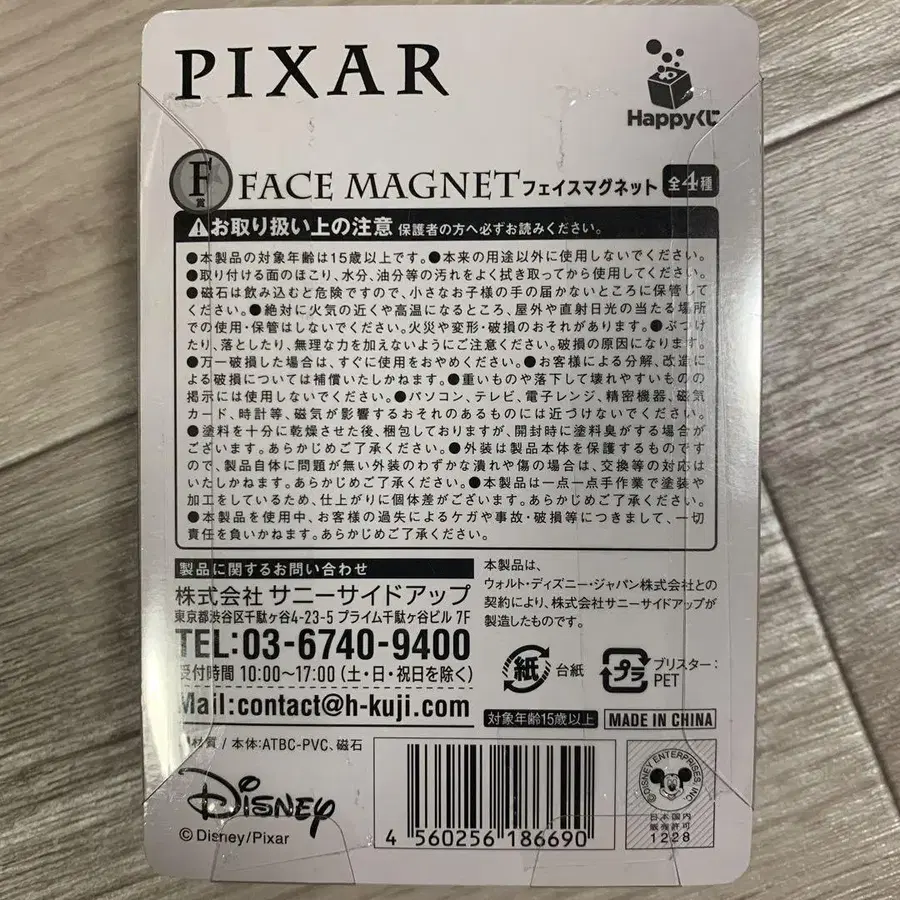 PIXAR
Happyくじ
F賞 FACE MAGNET フェイスマグネット 全4種
お取り扱い上の注意 保護者の方へ必ずお読みください。
●本製品の対象年齢は15歳以上です。●本来の用途以外に使用しないでください。
●取り付ける面のほこり、水分、油分等の汚れをよく拭き取ってから使用してください。
●磁石は飲み込むと危険ですので、小さなお子様の手の届かないところに保管して
ください。●絶対に火気の近くや高温になるところ、屋外や直射日光の当たる場所
での使用・保管はしないでください。火災や変形・破損のおそれがあります。●ぶつけ
たり、落としたり、無理な力を加えないようにご注意ください。破損の原因になります。
●万一破損した場合は、すぐに使用をおやめください。●お客様による分解、改造に
よる破損については補償いたしかねます。●重いものや落下して壊れやすいものの
掲示には使用しないでください。●パソコン、テレビ、電子レンジ、精密機器、磁気
カード、時計等、磁気が影響するおそれのあるものには近づけないでください。
●塗料を十分に乾燥させた後、梱包しておりますが、開封時に塗料臭がする場合が
ございます。あらかじめご了承ください。●外装は製品本体を保護するものですの
で、製品自体に問題が無い外装のわずかな潰れや傷の場合は、交換等の対応は
いたしかねます。あらかじめご了承ください。●本製品は一点一点手作業で塗装や
加工をしているため、仕上がりに個体差がございます。あらかじめご了承ください。
●本製品を使用中、お客様の過失によるケガや事故・破損等につきまして、一切
責任を負いかねます。あらかじめご了承ください。
製品に関するお問い合わせ
株式会社 サニーサイドアップ
東京都渋谷区千駄ヶ谷4-23-5 プライム千駄ヶ谷ビル 7F
TEL:03-6740-9400
受付時間 10:00〜17:00(土・日・祝日を除く)
Mail:contact@h-kuji.com
本製品は、
ウォルト・ディズニー・ジャパン株式会社との
契約により、株式会社サニーサイドアップが
製造したものです。
紙 台紙
プラ ブリスター:
PET
対象年齢15歳以上
MADE IN CHINA
材質/本体:ATBC-PVC、磁石
Disney
© Disney/Pixar
4 560256 186690
©DISNEY ENTERPRISES, INC.
日本国内
販売許可
1228